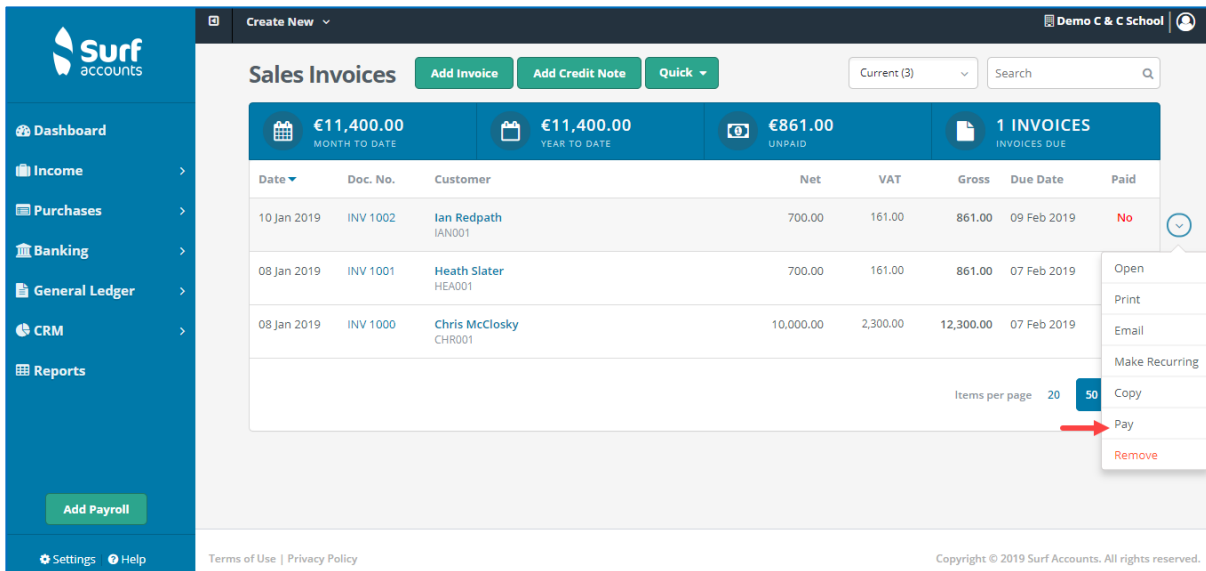 Surf
accounts
Create New
Demo C & C School
Sales Invoices Add Invoice Add Credit Note Quick Current (3) Search
€11,400.00 €11,400.00 €861.00 1 INVOICES
MONTH TO DATE YEAR TO DATE UNPAID INVOICES DUE
Date Doc. No. Customer Net VAT Gross Due Date Paid
10 Jan 2019 INV 1002 Ian Redpath 700.00 161.00 861.00 09 Feb 2019 No
IAN001
08 Jan 2019 INV 1001 Heath Slater 700.00 161.00 861.00 07 Feb 2019
HEA001
08 Jan 2019 INV 1000 Chris McClosky 10,000.00 2,300.00 12,300.00 07 Feb 2019
CHR001
Items per page 20 50
Open
Print
Email
Make Recurring
Copy
Pay
Remove
Dashboard
Income
Purchases
Banking
General Ledger
CRM
Reports
Add Payroll
Settings Help
Terms of Use | Privacy Policy
Copyright © 2019 Surf Accounts. All rights reserved.